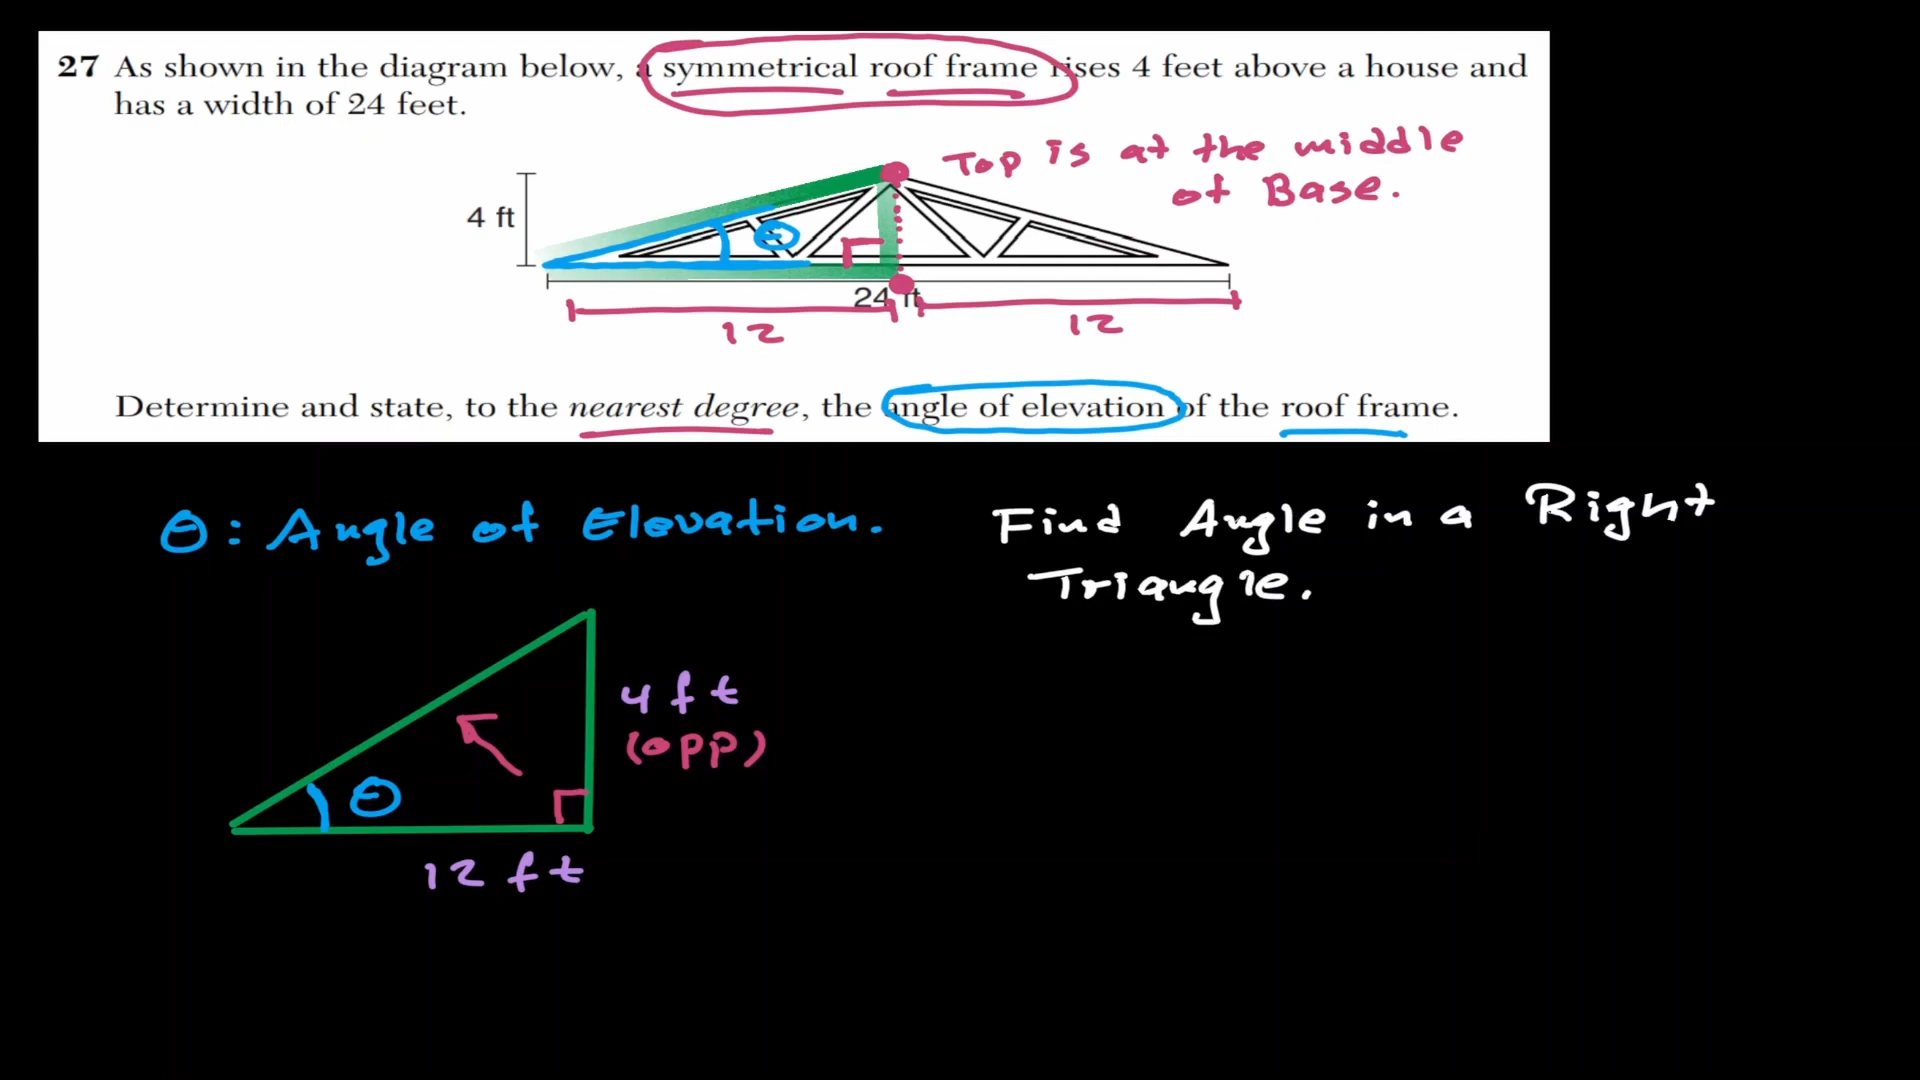 27 As shown in the diagram below, a symmetrical roof frame rises 4 feet above a house and
has a width of 24 feet.
Top is at the middle
of Base.
4 ft
θ
24 ft
12
12
Determine and state, to the nearest degree, the angle of elevation of the roof frame.
θ: Angle of Elevation.
Find Angle in a Right
Triangle.
4 ft
(opp)
θ
12 ft